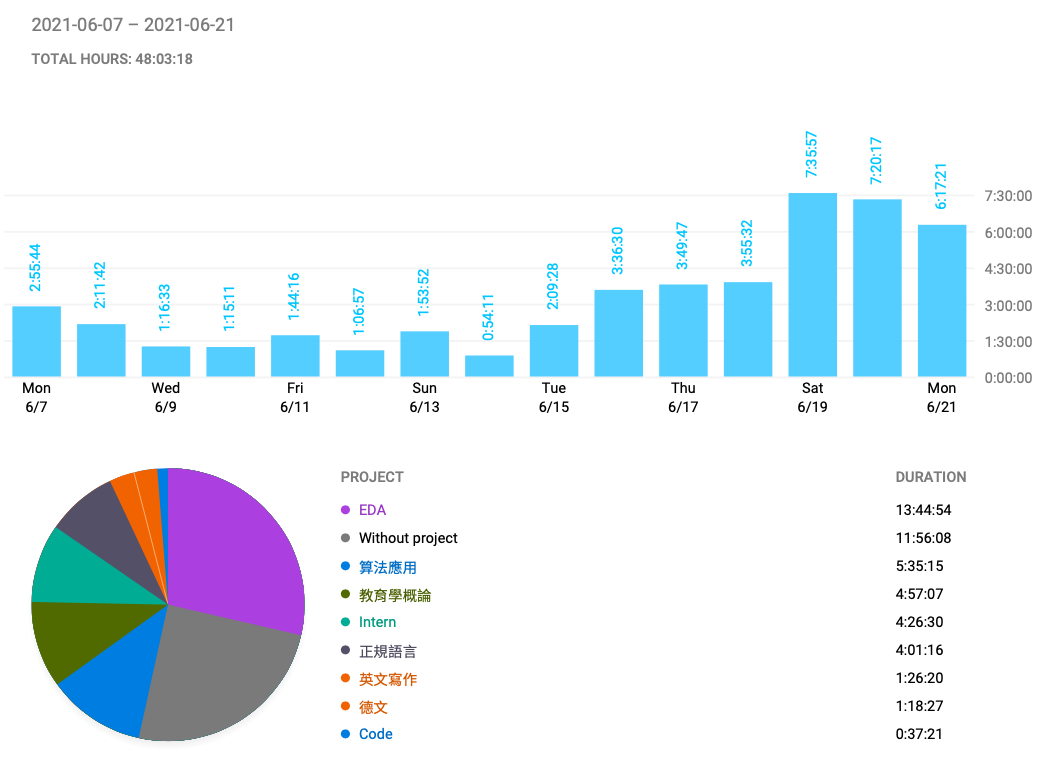 2021-06-07 – 2021-06-21
TOTAL HOURS: 48:03:18
2:55:44
2:11:42
1:16:33
1:15:11
1:44:16
1:06:57
1:53:52
0:54:11
2:09:28
3:36:30
3:49:47
3:55:32
7:35:57
7:20:17
6:17:21
7:30:00
6:00:00
4:30:00
3:00:00
1:30:00
0:00:00
Mon Wed Fri Sun Tue Thu Sat Mon
6/7 6/9 6/11 6/13 6/15 6/17 6/19 6/21
PROJECT DURATION
EDA 13:44:54
Without project 11:56:08
算法應用 5:35:15
教育學概論 4:57:07
Intern 4:26:30
正規語言 4:01:16
英文寫作 1:26:20
德文 1:18:27
Code 0:37:21